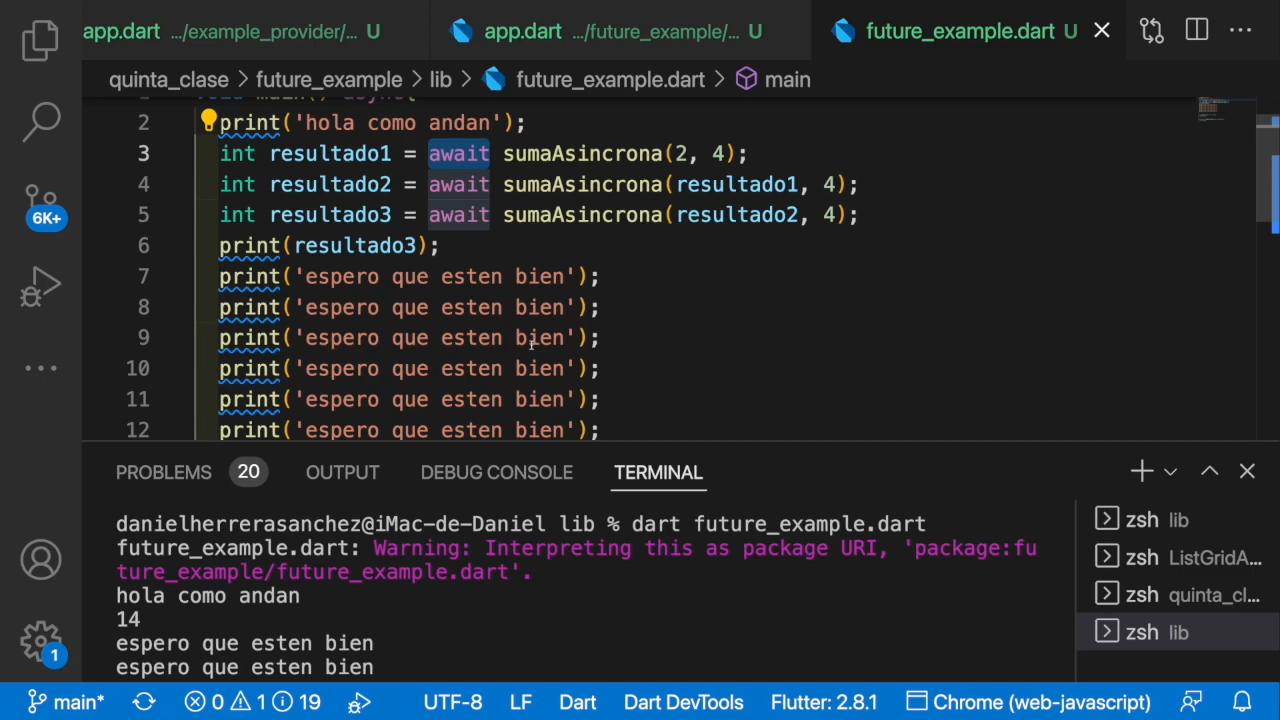 app.dart .../example_provider/... U
app.dart .../future_example/... U
future_example.dart U
quinta_clase > future_example > lib > future_example.dart > main
1 void main() async{
2 print('hola como andan');
3 int resultado1 = await sumaAsincrona(2, 4);
4 int resultado2 = await sumaAsincrona(resultado1, 4);
5 int resultado3 = await sumaAsincrona(resultado2, 4);
6 print(resultado3);
7 print('espero que esten bien');
8 print('espero que esten bien');
9 print('espero que esten bien');
10 print('espero que esten bien');
11 print('espero que esten bien');
12 print('espero que esten bien');
6K+
1
PROBLEMS 20 OUTPUT DEBUG CONSOLE TERMINAL
danielherrerasanchez@iMac-de-Daniel lib % dart future_example.dart
future_example.dart: Warning: Interpreting this as package URI, 'package:fu
ture_example/future_example.dart'.
hola como andan
14
espero que esten bien
espero que esten bien
zsh lib
zsh ListGridA...
zsh quinta_cl...
zsh lib
main* 0 1 19 UTF-8 LF Dart Dart DevTools Flutter: 2.8.1 Chrome (web-javascript)